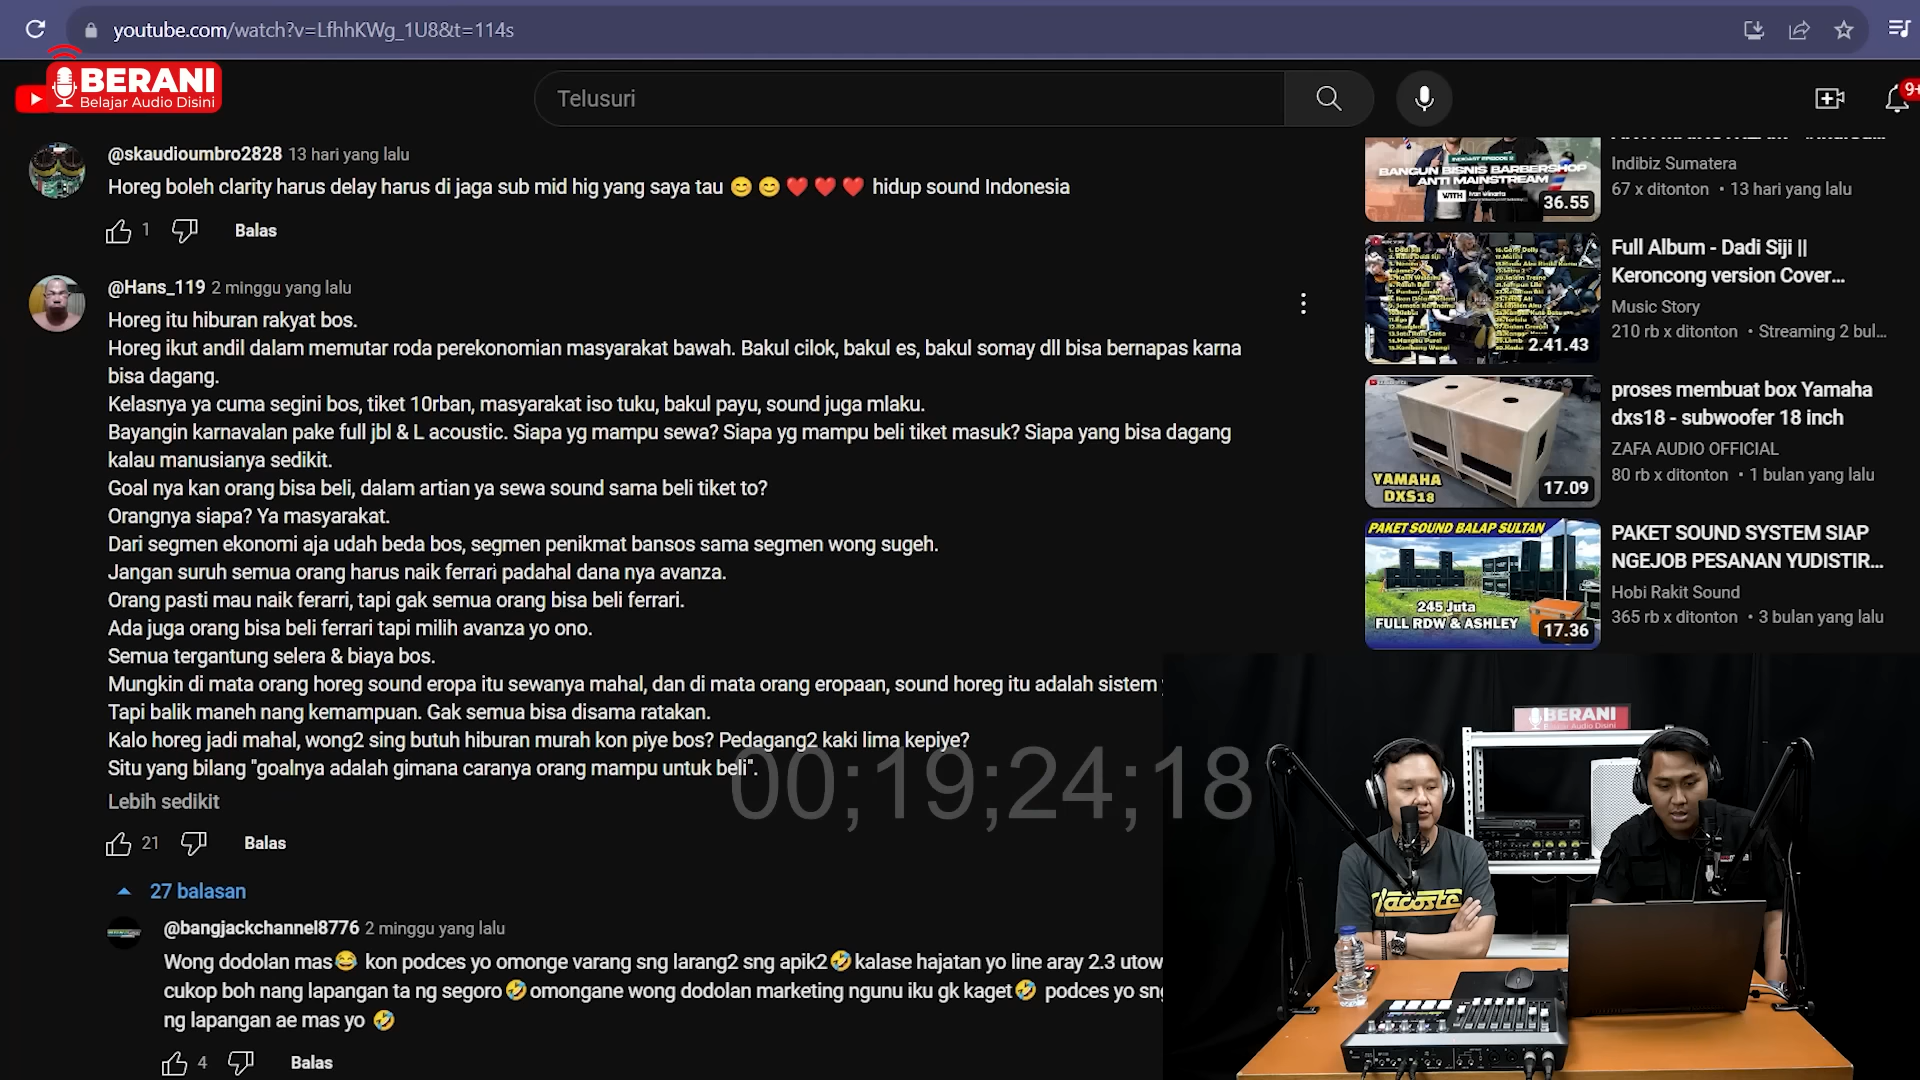 youtube.com/watch?v=LfhhKWg_1U8&t=114s
BERANI
Belajar Audio Disini
Telusuri
9+
@skaudioumbro2828 13 hari yang lalu
Horeg boleh clarity harus delay harus di jaga sub mid hig yang saya tau 😊😊❤️❤️❤️ hidup sound Indonesia
1
Balas
@Hans_119 2 minggu yang lalu
Horeg itu hiburan rakyat bos.
Horeg ikut andil dalam memutar roda perekonomian masyarakat bawah. Bakul cilok, bakul es, bakul somay dll bisa bernapas karna
bisa dagang.
Kelasnya ya cuma segini bos, tiket 10rban, masyarakat iso tuku, bakul payu, sound juga mlaku.
Bayangin karnavalan pake full jbl & L acoustic. Siapa yg mampu sewa? Siapa yg mampu beli tiket masuk? Siapa yang bisa dagang
kalau manusianya sedikit.
Goal nya kan orang bisa beli, dalam artian ya sewa sound sama beli tiket to?
Orangnya siapa? Ya masyarakat.
Dari segmen ekonomi aja udah beda bos, segmen penikmat bansos sama segmen wong sugeh.
Jangan suruh semua orang harus naik ferrari padahal dana nya avanza.
Orang pasti mau naik ferarri, tapi gak semua orang bisa beli ferrari.
Ada juga orang bisa beli ferrari tapi milih avanza yo ono.
Semua tergantung selera & biaya bos.
Mungkin di mata orang horeg sound eropa itu sewanya mahal, dan di mata orang eropaan, sound horeg itu adalah sistem
Tapi balik maneh nang kemampuan. Gak semua bisa disama ratakan.
Kalo horeg jadi mahal, wong2 sing butuh hiburan murah kon piye bos? Pedagang2 kaki lima kepiye?
Situ yang bilang "goalnya adalah gimana caranya orang mampu untuk beli".
00;19;24;18
Lebih sedikit
21
Balas
27 balasan
@bangjackchannel8776 2 minggu yang lalu
Wong dodolan mas😂 kon podces yo omonge varang sng larang2 sng apik2🤣kalase hajatan yo line aray 2.3 utow
cukop boh nang lapangan ta ng segoro🤣omongane wong dodolan marketing ngunu iku gk kaget🤣 podces yo sng
ng lapangan ae mas yo 🤣
4
Balas
INDICAST EPISODE 2
BANGUN BISNIS BARBERSHOP
ANTI MAINSTREAM
WITH
36.55
Indibiz Sumatera
67 x ditonton • 13 hari yang lalu
2.41.43
Full Album - Dadi Siji ||
Keroncong version Cover...
Music Story
210 rb x ditonton • Streaming 2 bul...
YAMAHA
DXS18
17.09
proses membuat box Yamaha
dxs18 - subwoofer 18 inch
ZAFA AUDIO OFFICIAL
80 rb x ditonton • 1 bulan yang lalu
PAKET SOUND BALAP SULTAN
245 Juta
FULL RDW & ASHLEY
17.36
PAKET SOUND SYSTEM SIAP
NGEJOB PESANAN YUDISTIR...
Hobi Rakit Sound
365 rb x ditonton • 3 bulan yang lalu
BERANI
Belajar Audio Disini
Lacoste